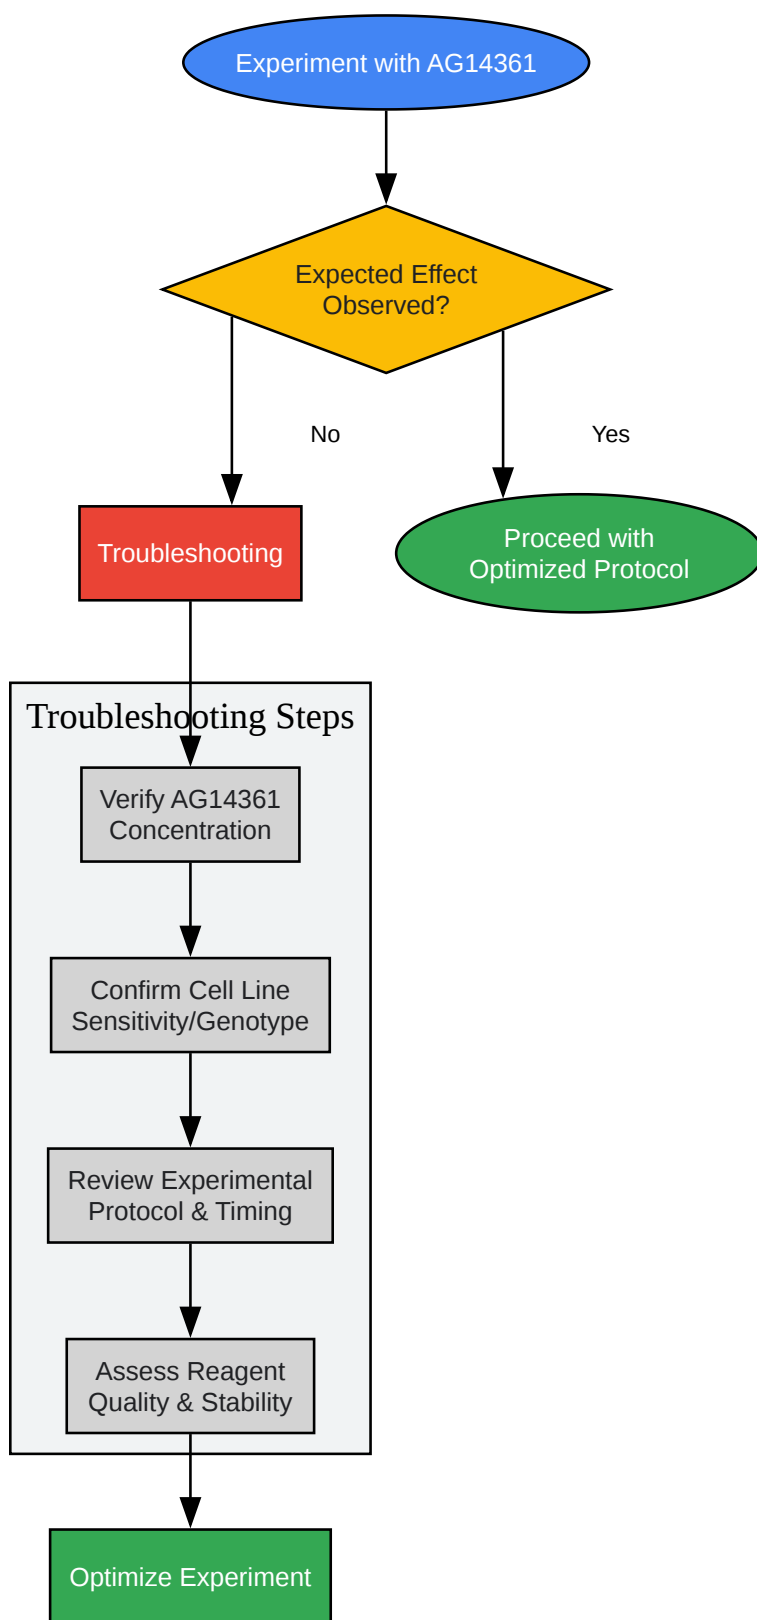 Experiment with AG14361
Expected Effect
Observed?
No
Yes
Troubleshooting
Proceed with
Optimized Protocol
Troubleshooting Steps
Verify AG14361
Concentration
Confirm Cell Line
Sensitivity/Genotype
Review Experimental
Protocol & Timing
Assess Reagent
Quality & Stability
Optimize Experiment